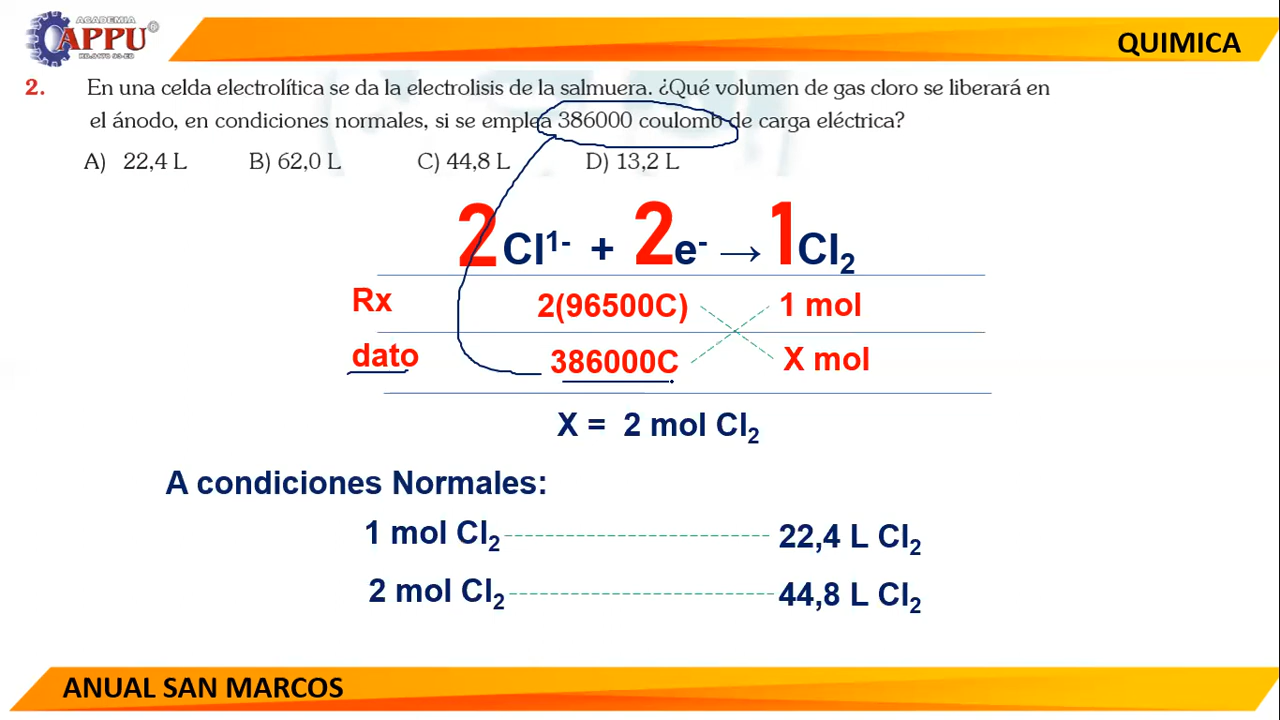 ACADEMIA
APPU
QUIMICA
2. En una celda electrolítica se da la electrolisis de la salmuera. ¿Qué volumen de gas cloro se liberará en
el ánodo, en condiciones normales, si se emplea 386000 coulomb de carga eléctrica?
A) 22,4 L B) 62,0 L C) 44,8 L D) 13,2 L
2Cl¹⁻ + 2e⁻ → 1Cl₂
Rx 2(96500C) 1 mol
dato 386000C X mol
X = 2 mol Cl₂
A condiciones Normales:
1 mol Cl₂ 22,4 L Cl₂
2 mol Cl₂ 44,8 L Cl₂
ANUAL SAN MARCOS